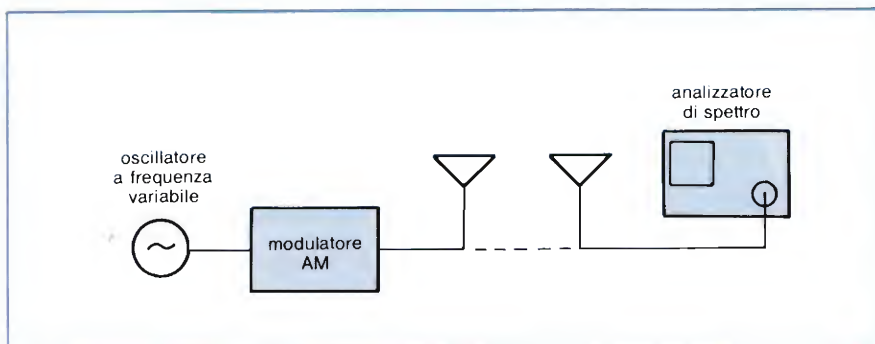 oscillatore
a frequenza
variabile
modulatore
AM
analizzatore
di spettro